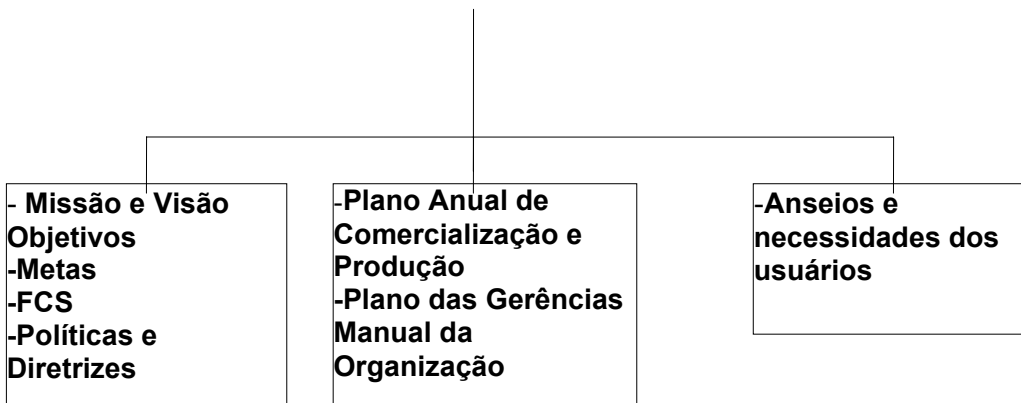 - Missão e Visão
Objetivos
-Metas
-FCS
-Políticas e
Diretrizes
-Plano Anual de
Comercialização e
Produção
-Plano das Gerências
Manual da
Organização
-Anseios e
necessidades dos
usuários